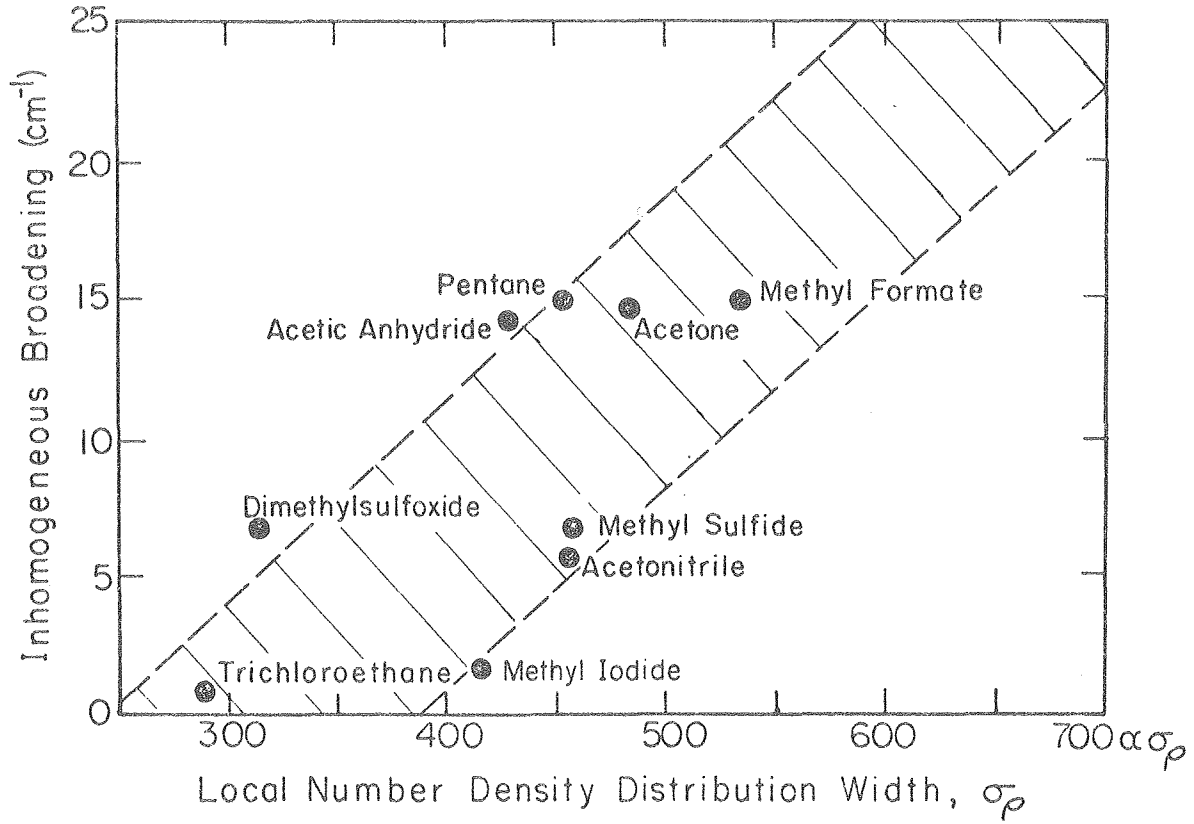 25
20
15
10
5
0
Inhomogeneous Broadening (cm⁻¹)
Pentane
Methyl Formate
Acetic Anhydride
Acetone
Dimethylsulfoxide
Methyl Sulfide
Acetonitrile
Trichloroethane
Methyl Iodide
300 400 500 600 700 α σρ
Local Number Density Distribution Width, σρ